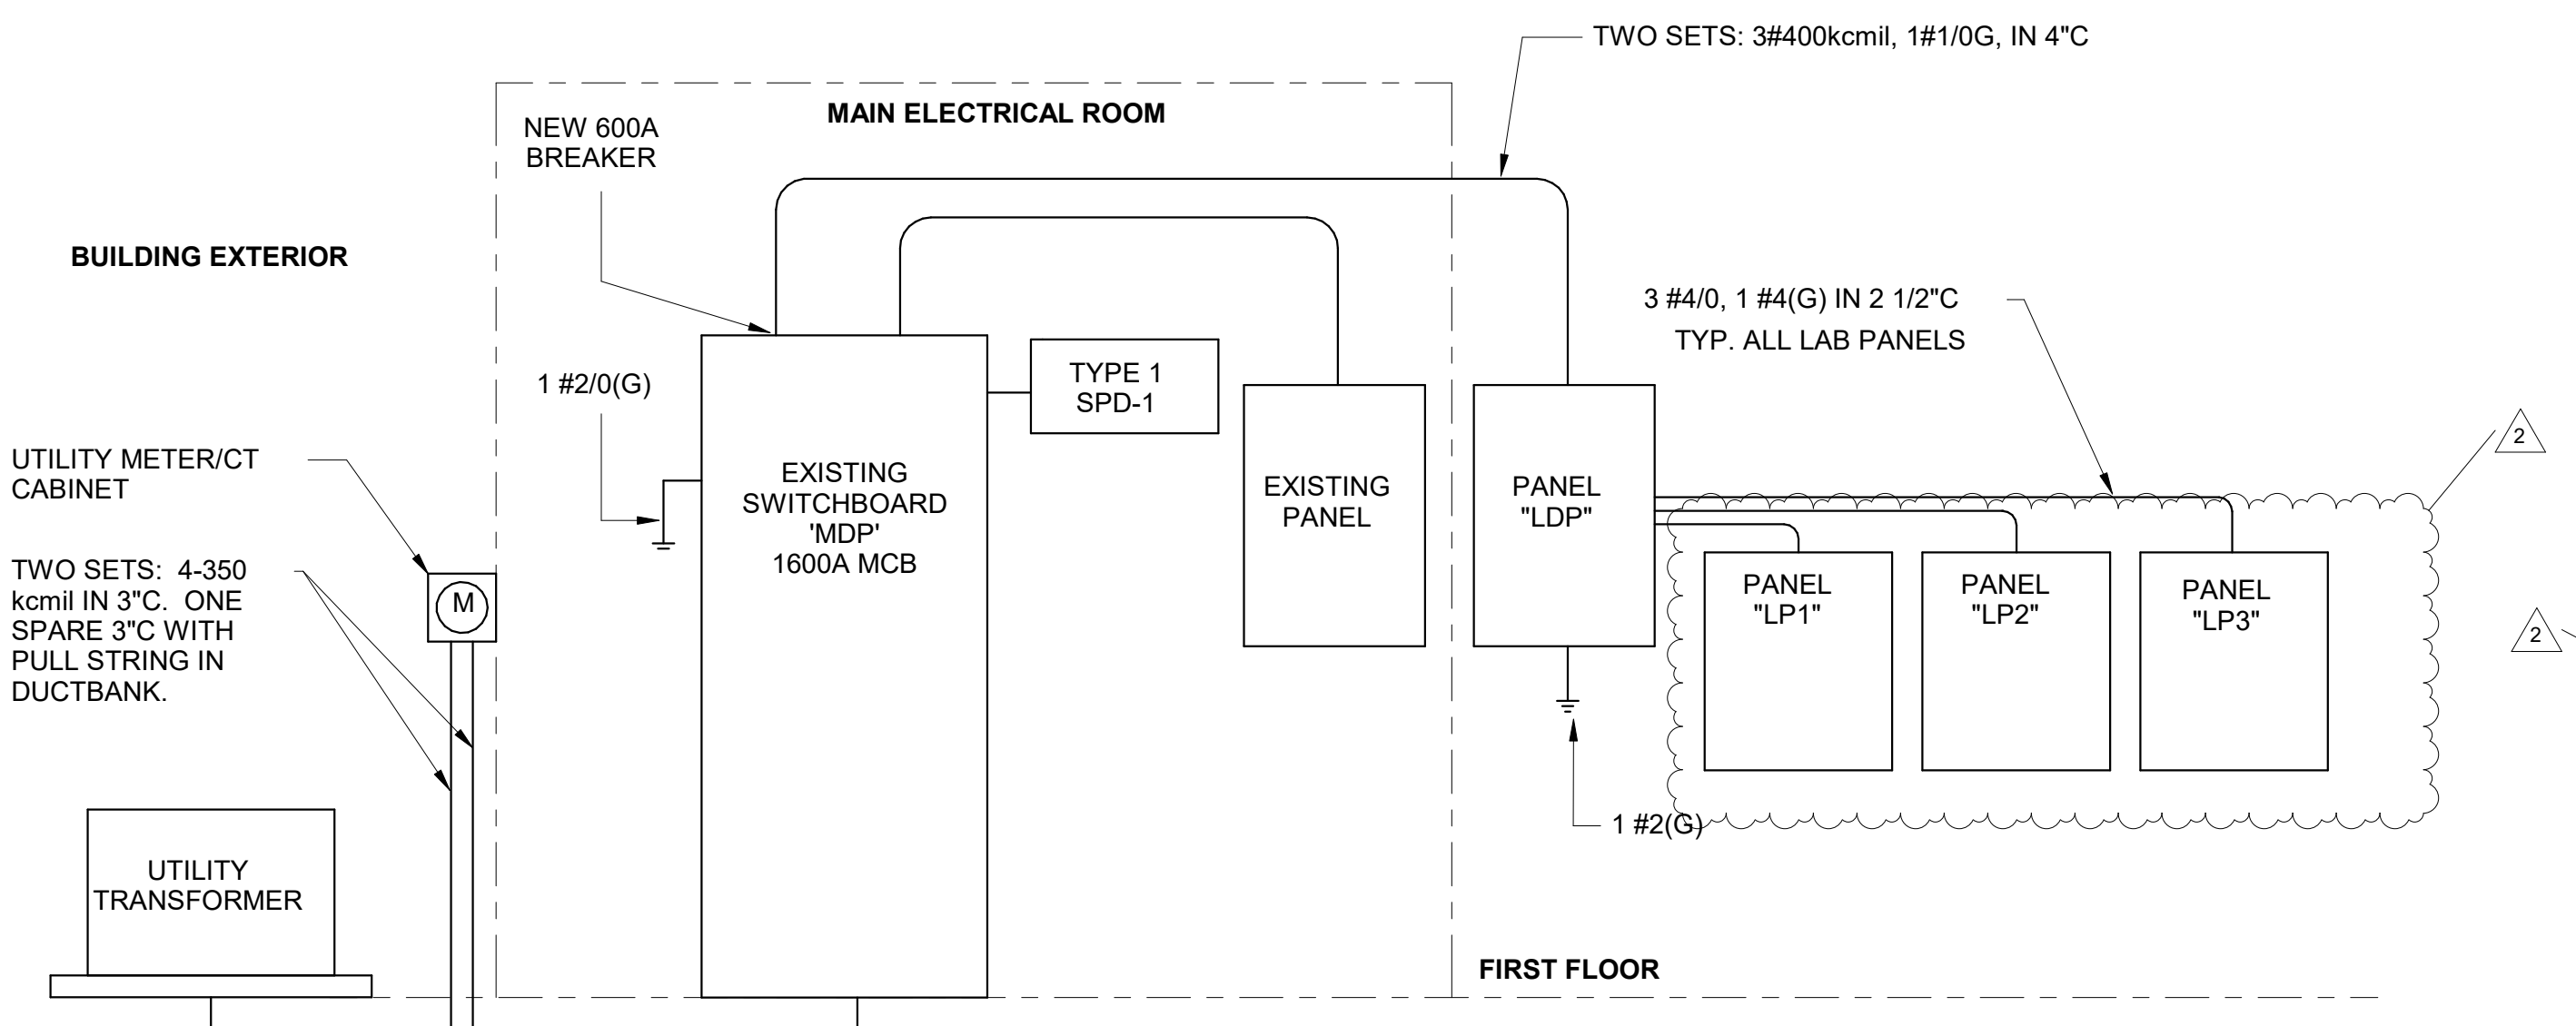 TWO SETS: 3#400kcmil, 1#1/0G, IN 4"C
MAIN ELECTRICAL ROOM
NEW 600A
BREAKER
BUILDING EXTERIOR
3 #4/0, 1 #4(G) IN 2 1/2"C
TYP. ALL LAB PANELS
1 #2/0(G)
TYPE 1
SPD-1
2
UTILITY METER/CT
CABINET
EXISTING
SWITCHBOARD
'MDP'
1600A MCB
EXISTING
PANEL
PANEL
"LDP"
TWO SETS:  4-350
kcmil IN 3"C.  ONE
SPARE 3"C WITH
PULL STRING IN
DUCTBANK.
M
PANEL
"LP1"
PANEL
"LP2"
PANEL
"LP3"
2
1 #2(G)
UTILITY
TRANSFORMER
FIRST FLOOR